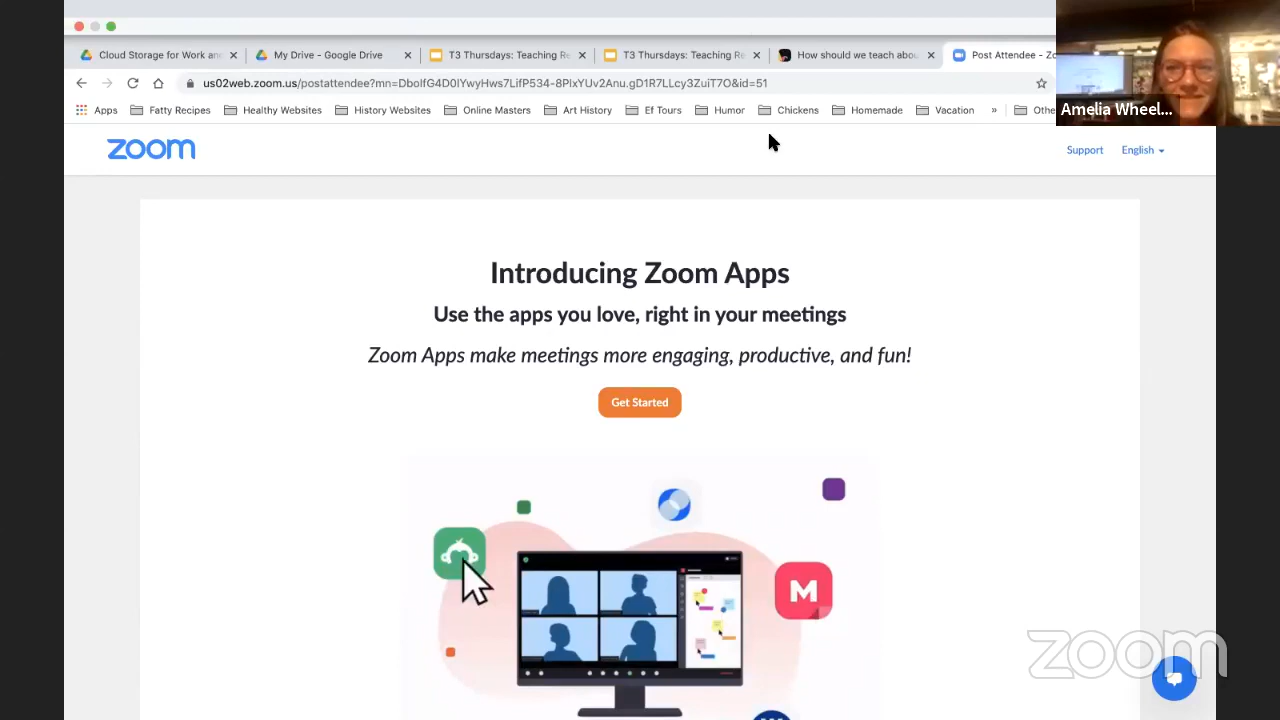 Cloud Storage for Work an
My Drive - Google Drive
T3 Thursdays: Teaching Re
T3 Thursdays: Teaching Re
How should we teach abou
Post Attendee - Zo
us02web.zoom.us/postattendee?mn=DboIfG4D0IYwyHws7LifP534-8PIxYUv2Anu.gD1R7LLcy3ZuiT7O&id=51
Apps Fatty Recipes Healthy Websites History Websites Online Masters Art History Ef Tours Humor Chickens Homemade Vacation » Othe
Amelia Wheel...
zoom
Support English
Introducing Zoom Apps
Use the apps you love, right in your meetings
Zoom Apps make meetings more engaging, productive, and fun!
Get Started
M
zoom